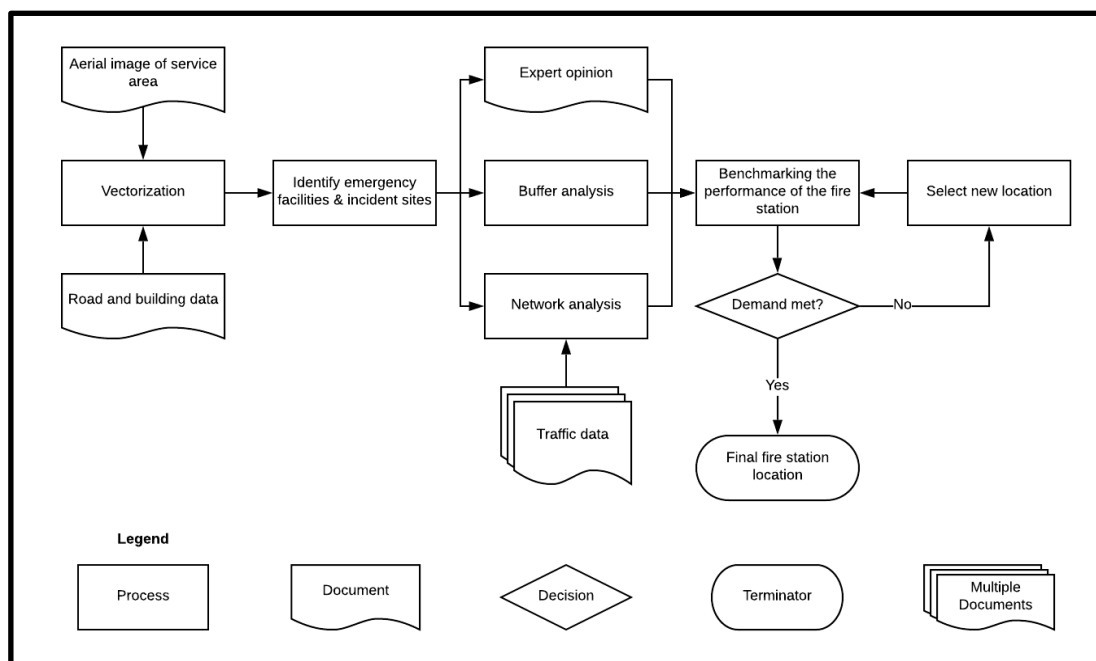 Aerial image of service
area
Expert opinion
Vectorization
Identify emergency
facilities & incident sites
Buffer analysis
Benchmarking the
performance of the fire
station
Select new location
Road and building data
Network analysis
Demand met?
No
Yes
Traffic data
Final fire station
location
Legend
Process
Document
Decision
Terminator
Multiple
Documents